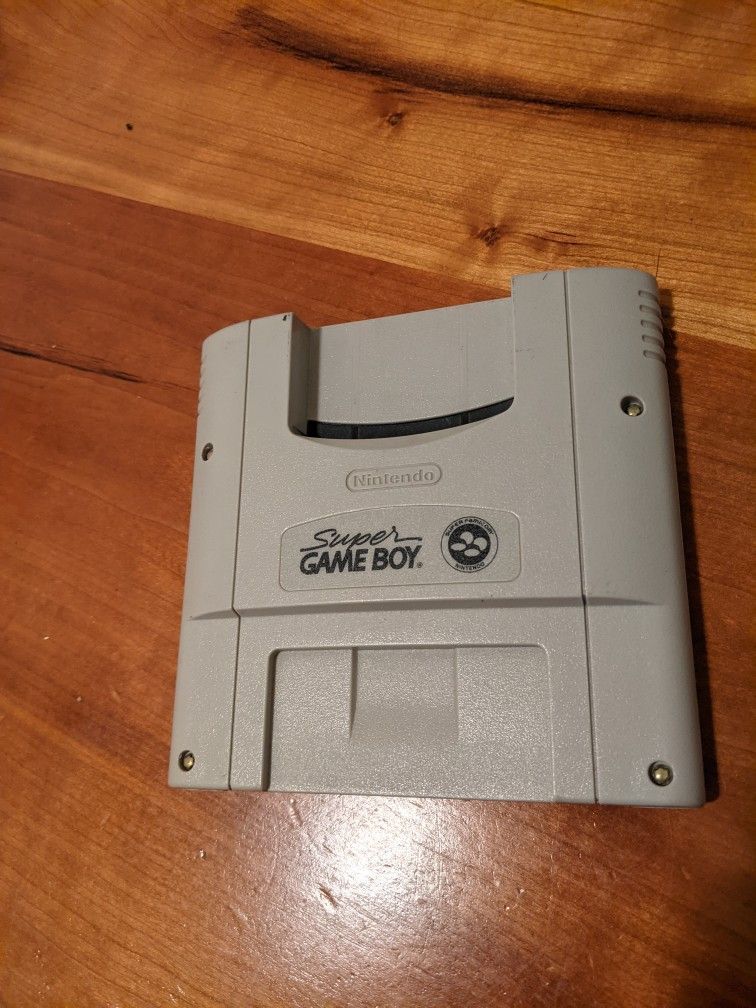 Nintendo
Super
GAME BOY®
SUPER FAMICOM
NINTENDO